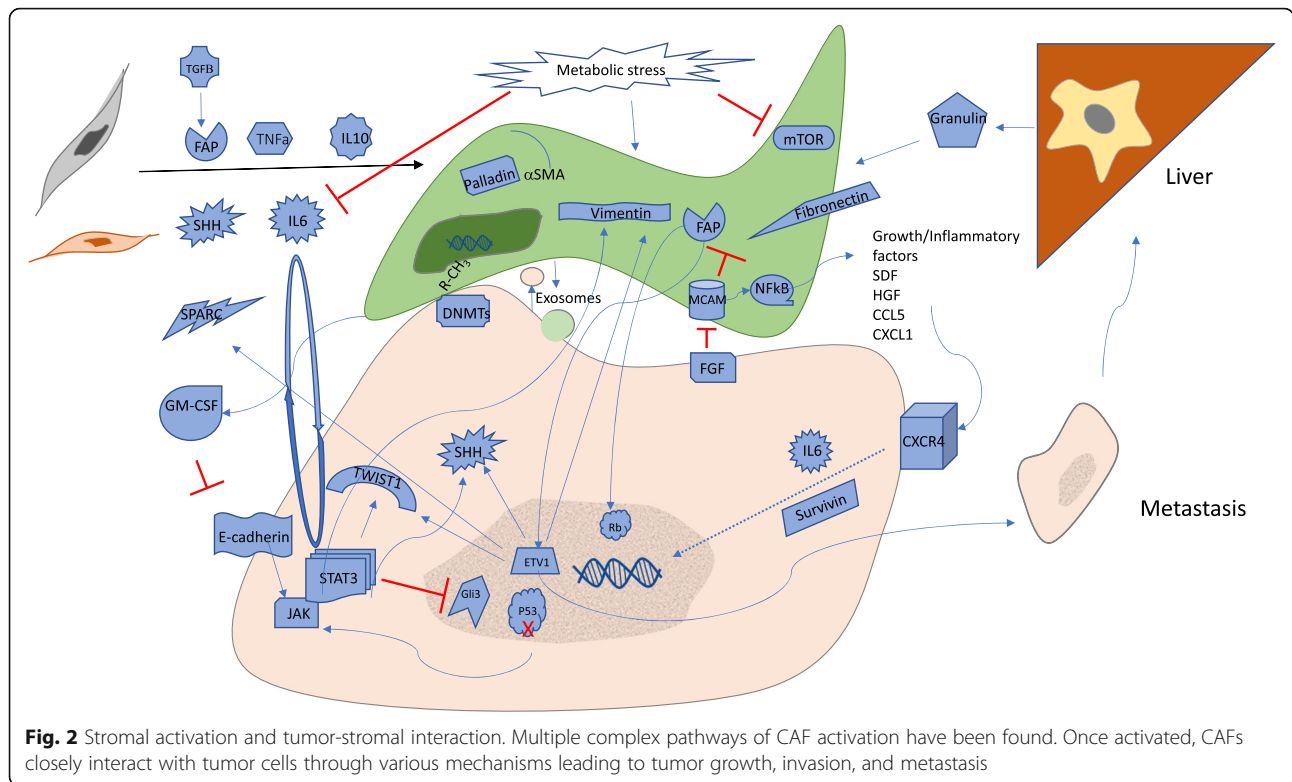 TGFB
Metabolic stress
FAP
TNFa
IL10
mTOR
Granulin
Liver
Palladin
αSMA
SHH
IL6
Vimentin
FAP
Fibronectin
R-CH3
Growth/Inflammatory
factors
SDF
HGF
CCL5
CXCL1
SPARC
DNMTs
Exosomes
MCAM
NFkB
FGF
GM-CSF
SHH
IL6
CXCR4
TWIST1
Survivin
Metastasis
E-cadherin
Rb
ETV1
STAT3
Gli3
P53
X
JAK
Fig. 2 Stromal activation and tumor-stromal interaction. Multiple complex pathways of CAF activation have been found. Once activated, CAFs
closely interact with tumor cells through various mechanisms leading to tumor growth, invasion, and metastasis